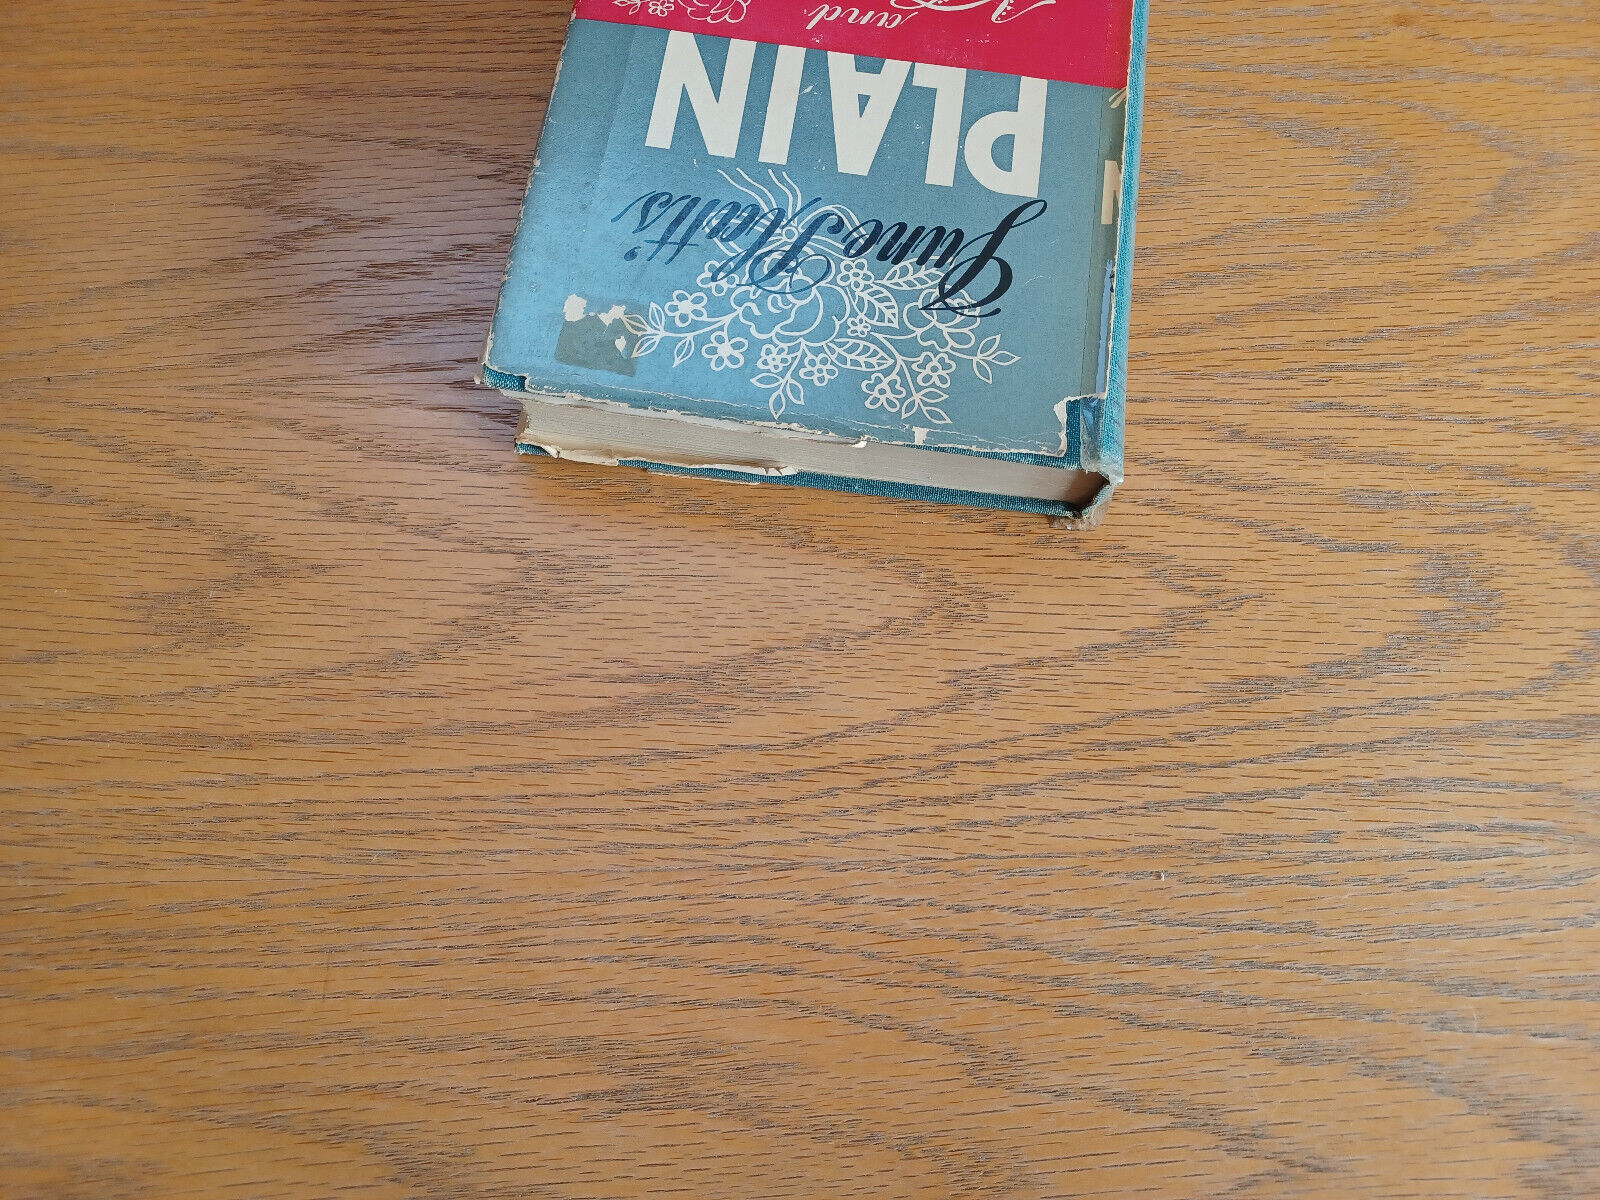 June Platt's
PLAIN
and
N